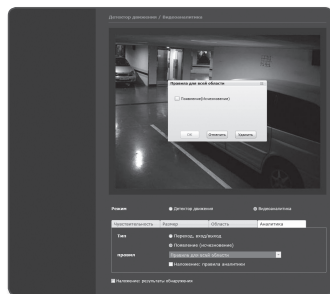 Детектор движения / Видеоаналитика
Правила для всей области
Появление(Исчезновение)
OK Отменить Удалить
Режим Детектор движения Видеоаналитика
Чувствительность Размер Область Аналитика
Тип Переход, вход/выход
Появление (исчезновение)
правил Правила для всей области
Наложение: правила аналитики
Наложение: результаты обнаружения